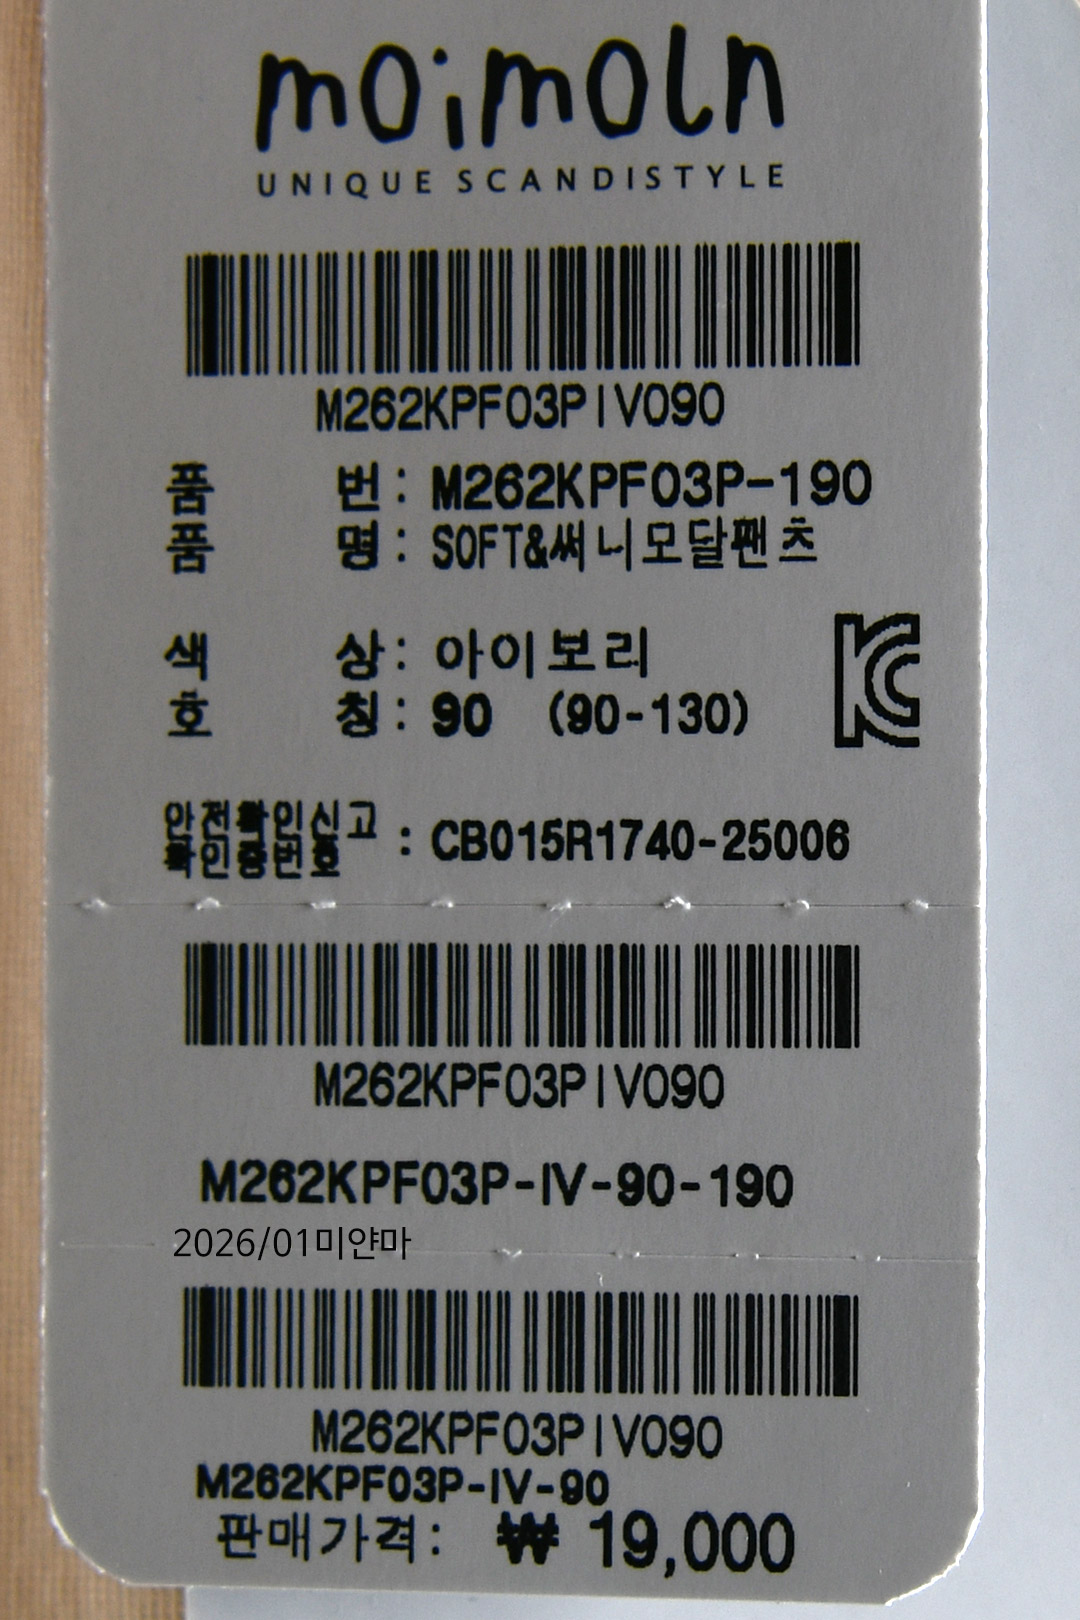 moimoln
UNIQUE SCANDISTYLE
M262KPF03PIV090
품 번 : M262KPF03P-190
품 명 : SOFT&써니모달팬츠
색 상 : 아이보리
호 칭 : 90 (90-130)
안전확인신고
확인증번호 : CB015R1740-25006
M262KPF03PIV090
M262KPF03P-IV-90-190
2026/01미얀마
M262KPF03PIV090
M262KPF03P-IV-90
판매가격: ₩ 19,000